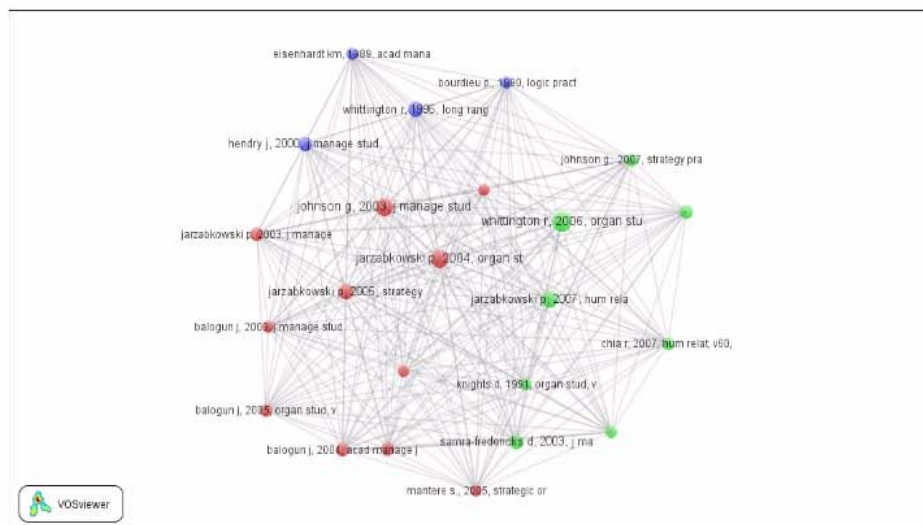 eisenhardt km, 1989, acad mana
bourdieu p., 1990, logic pract
whittington r, 1996, long rang
hendry j, 2000, j manage stud,
johnson g., 2007, strategy pra
johnson g, 2003, j manage stud
whittington r, 2006, organ stu
jarzabkowski p, 2003, j manage
jarzabkowski p, 2004, organ st
jarzabkowski p, 2005, strategy
jarzabkowski p, 2007, hum rela
balogun j, 2003, j manage stud,
chia r, 2007, hum relat, v60,
knights d, 1991, organ stud, v
balogun j, 2005, organ stud, v
samra-fredericks d, 2003, j ma
balogun j, 2004, acad manage j
mantere s., 2005, strategic or
VOSviewer